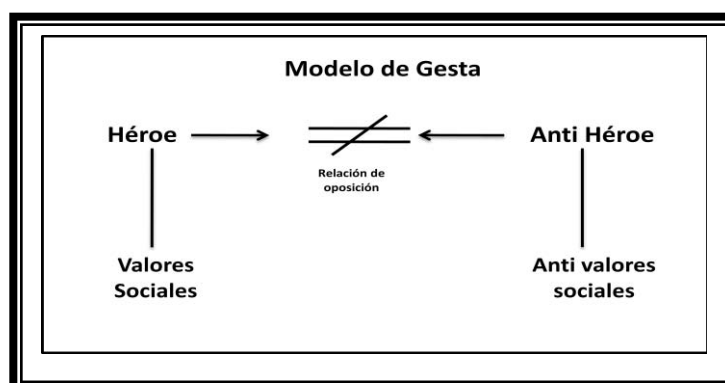 Modelo de Gesta
Héroe
Anti Héroe
Relación de
oposición
Valores
Sociales
Anti valores
sociales